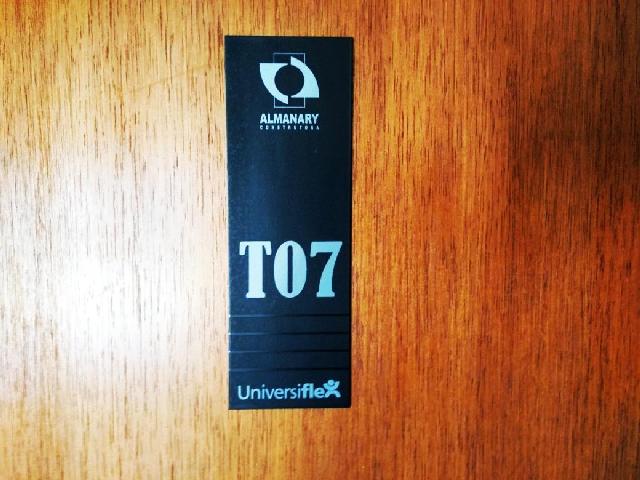 ALMANARY
CONSTRUTORA
T07
Universiflex